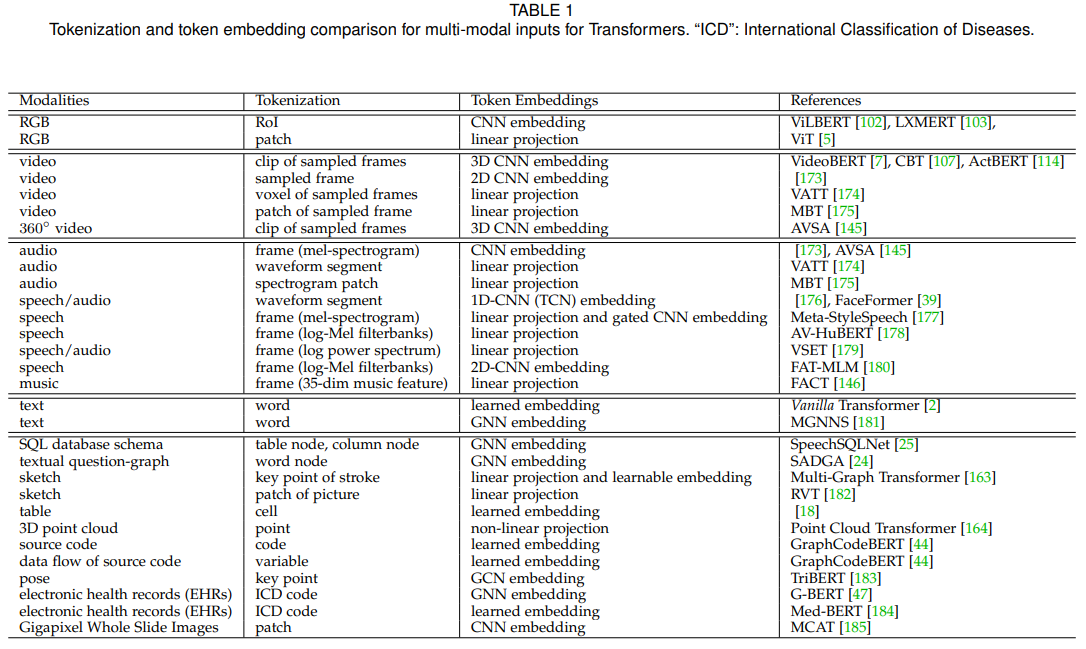 TABLE 1
Tokenization and token embedding comparison for multi-modal inputs for Transformers. “ICD”: International Classification of Diseases.
Modalities Tokenization Token Embeddings References
RGB RoI CNN embedding ViLBERT [102], LXMERT [103],
RGB patch linear projection ViT [5]
video clip of sampled frames 3D CNN embedding VideoBERT [7], CBT [107], ActBERT [114]
video sampled frame 2D CNN embedding [173]
video voxel of sampled frames linear projection VATT [174]
video patch of sampled frame linear projection MBT [175]
360° video clip of sampled frames 3D CNN embedding AVSA [145]
audio frame (mel-spectrogram) CNN embedding [173], AVSA [145]
audio waveform segment linear projection VATT [174]
audio spectrogram patch linear projection MBT [175]
speech/audio waveform segment 1D-CNN (TCN) embedding [176], FaceFormer [39]
speech frame (mel-spectrogram) linear projection and gated CNN embedding Meta-StyleSpeech [177]
speech frame (log-Mel filterbanks) linear projection AV-HuBERT [178]
speech/audio frame (log power spectrum) linear projection VSET [179]
speech frame (log-Mel filterbanks) 2D-CNN embedding FAT-MLM [180]
music frame (35-dim music feature) linear projection FACT [146]
text word learned embedding Vanilla Transformer [2]
text word GNN embedding MGNNS [181]
SQL database schema table node, column node GNN embedding SpeechSQLNet [25]
textual question-graph word node GNN embedding SADGA [24]
sketch key point of stroke linear projection and learnable embedding Multi-Graph Transformer [163]
sketch patch of picture linear projection RVT [182]
table cell learned embedding [18]
3D point cloud point non-linear projection Point Cloud Transformer [164]
source code code learned embedding GraphCodeBERT [44]
data flow of source code variable learned embedding GraphCodeBERT [44]
pose key point GCN embedding TriBERT [183]
electronic health records (EHRs) ICD code GNN embedding G-BERT [47]
electronic health records (EHRs) ICD code learned embedding Med-BERT [184]
Gigapixel Whole Slide Images patch CNN embedding MCAT [185]